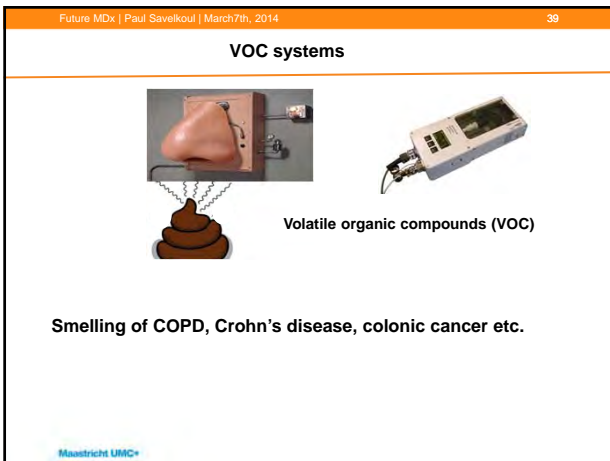 Future MDx | Paul Savelkoul | March7th, 2014 39
VOC systems
Volatile organic compounds (VOC)
Smelling of COPD, Crohn's disease, colonic cancer etc.
Maastricht UMC+